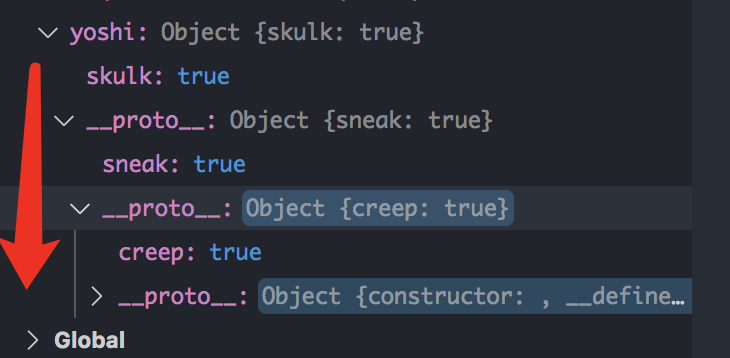 yoshi: Object {skulk: true}
skulk: true
__proto__: Object {sneak: true}
sneak: true
__proto__: Object {creep: true}
creep: true
__proto__: Object {constructor: , __define…
Global